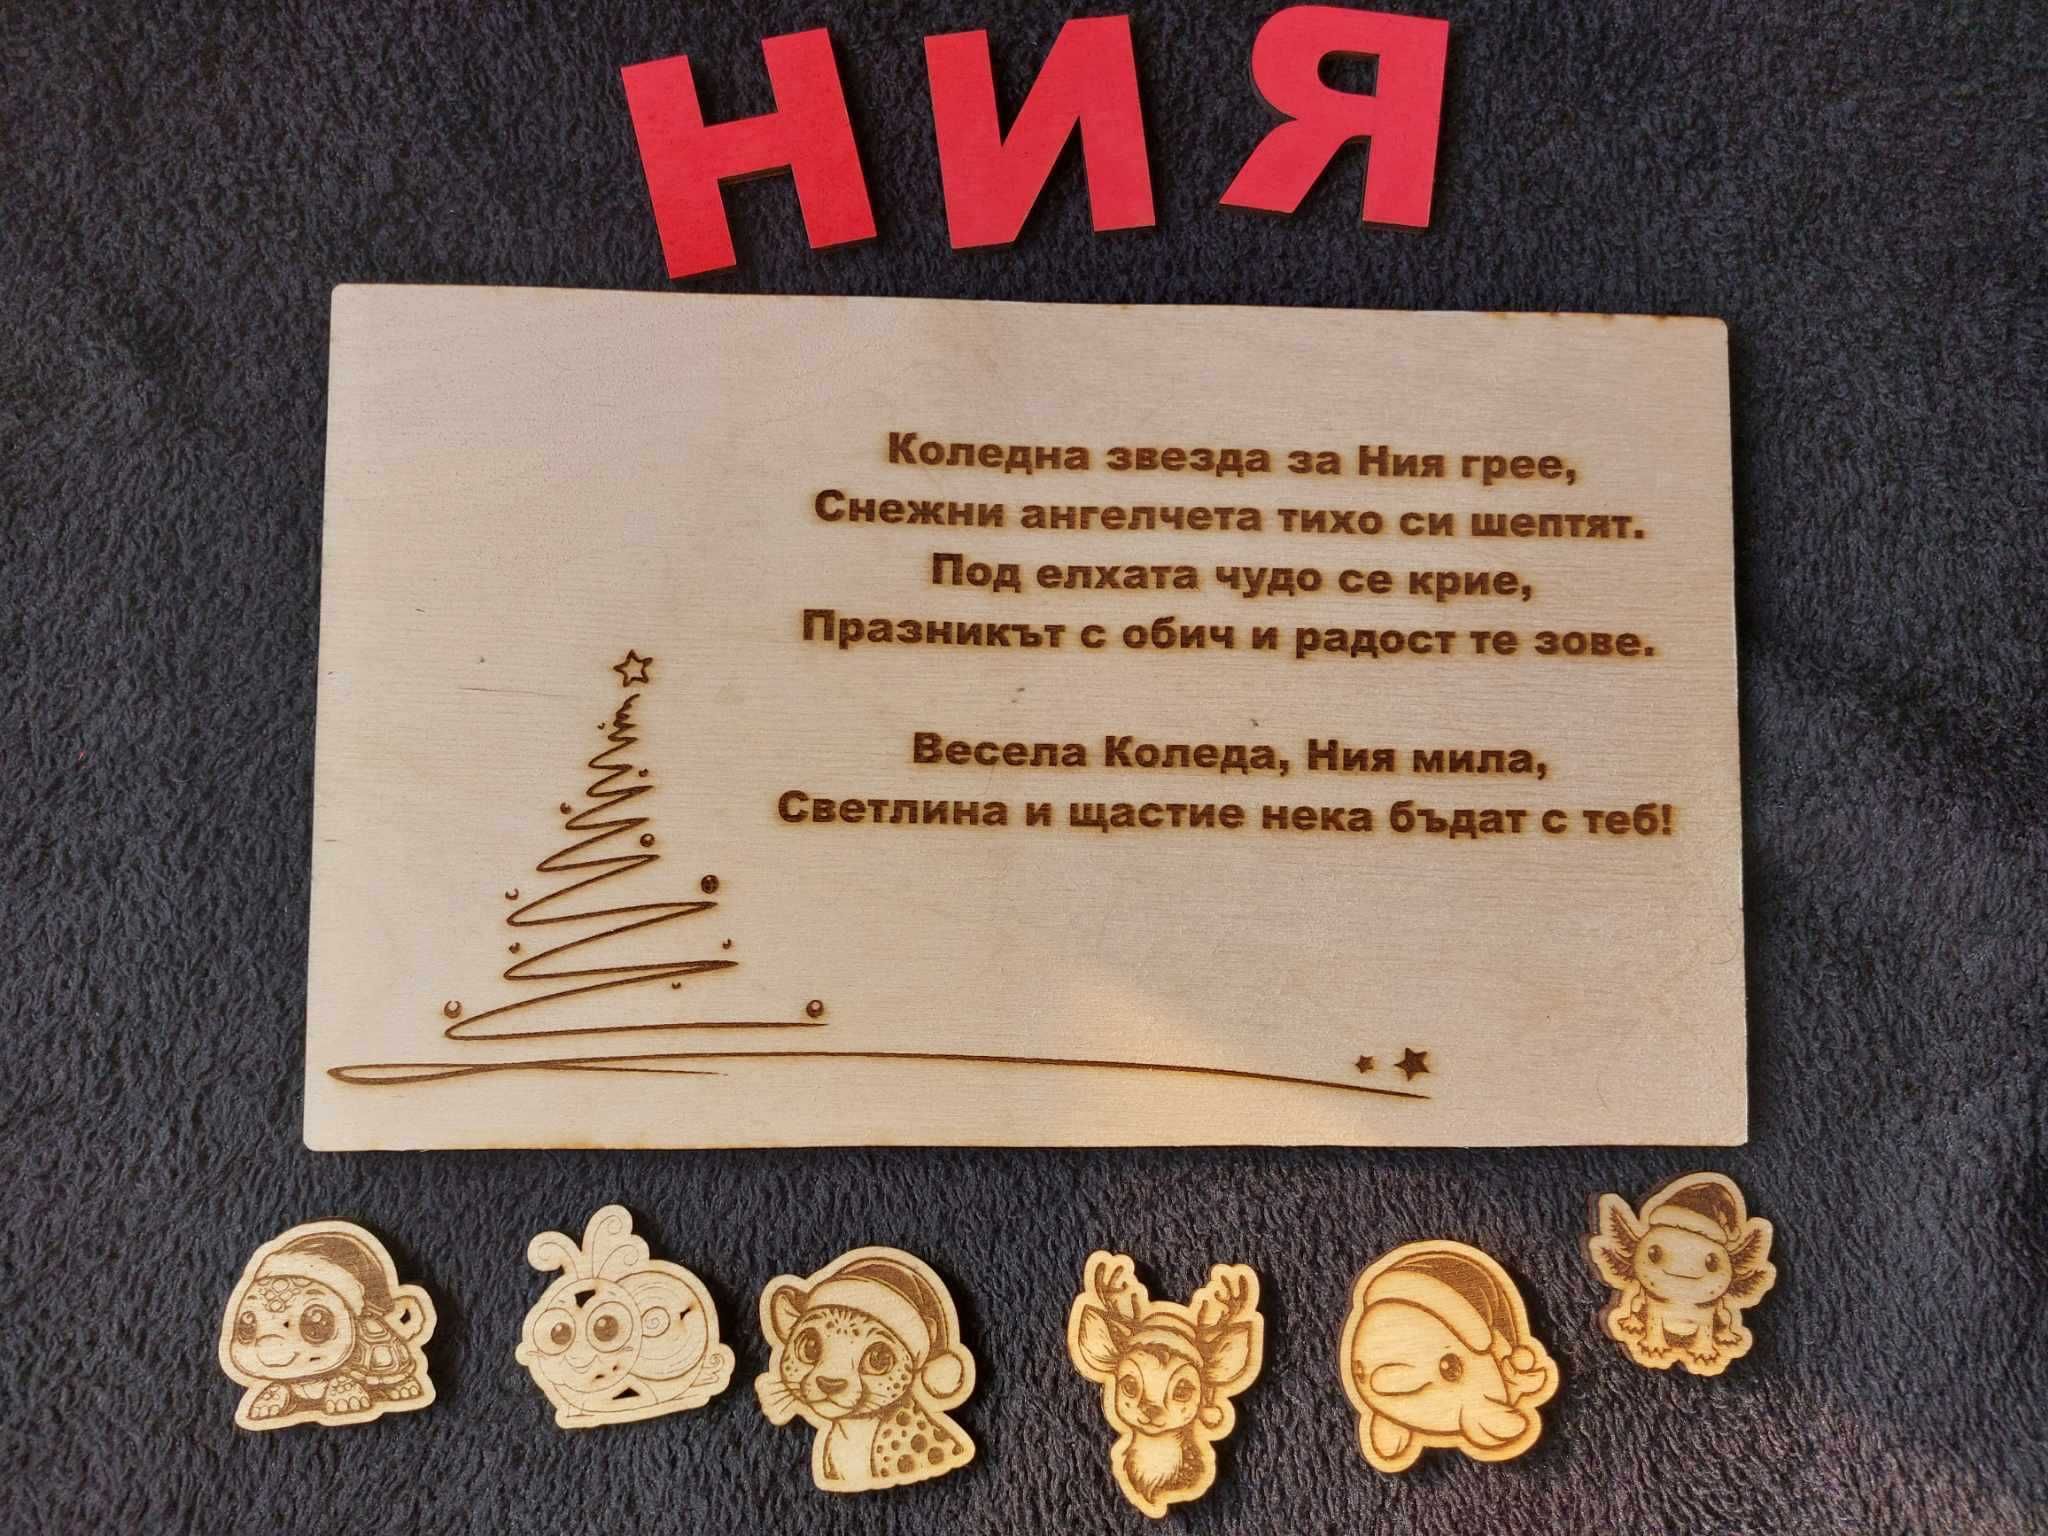 НИЯ
Коледна звезда за Ния грее,
Снежни ангелчета тихо си шептят.
Под елхата чудо се крие,
Празникът с обич и радост те зове.
Весела Коледа, Ния мила,
Светлина и щастие нека бъдат с теб!